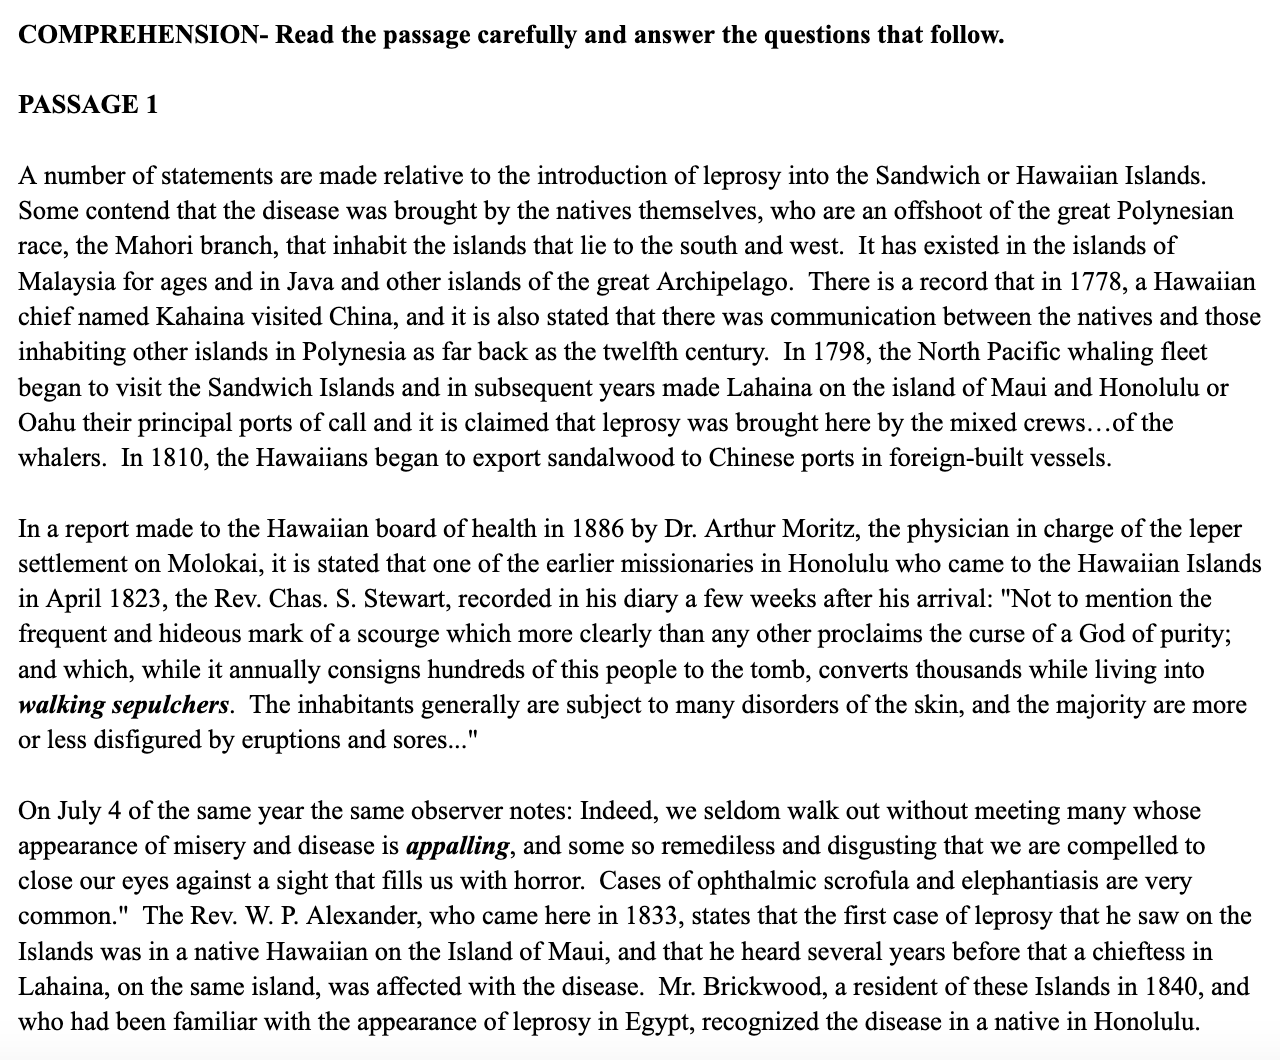 COMPREHENSION- Read the passage carefully and answer the questions that follow.
PASSAGE 1
A number of statements are made relative to the introduction of leprosy into the Sandwich or Hawaiian Islands.
Some contend that the disease was brought by the natives themselves, who are an offshoot of the great Polynesian
race, the Mahori branch, that inhabit the islands that lie to the south and west.  It has existed in the islands of
Malaysia for ages and in Java and other islands of the great Archipelago.  There is a record that in 1778, a Hawaiian
chief named Kahaina visited China, and it is also stated that there was communication between the natives and those
inhabiting other islands in Polynesia as far back as the twelfth century.  In 1798, the North Pacific whaling fleet
began to visit the Sandwich Islands and in subsequent years made Lahaina on the island of Maui and Honolulu or
Oahu their principal ports of call and it is claimed that leprosy was brought here by the mixed crews…of the
whalers.  In 1810, the Hawaiians began to export sandalwood to Chinese ports in foreign-built vessels.
In a report made to the Hawaiian board of health in 1886 by Dr. Arthur Moritz, the physician in charge of the leper
settlement on Molokai, it is stated that one of the earlier missionaries in Honolulu who came to the Hawaiian Islands
in April 1823, the Rev. Chas. S. Stewart, recorded in his diary a few weeks after his arrival: "Not to mention the
frequent and hideous mark of a scourge which more clearly than any other proclaims the curse of a God of purity;
and which, while it annually consigns hundreds of this people to the tomb, converts thousands while living into
walking sepulchers.  The inhabitants generally are subject to many disorders of the skin, and the majority are more
or less disfigured by eruptions and sores..."
On July 4 of the same year the same observer notes: Indeed, we seldom walk out without meeting many whose
appearance of misery and disease is appalling, and some so remediless and disgusting that we are compelled to
close our eyes against a sight that fills us with horror.  Cases of ophthalmic scrofula and elephantiasis are very
common."  The Rev. W. P. Alexander, who came here in 1833, states that the first case of leprosy that he saw on the
Islands was in a native Hawaiian on the Island of Maui, and that he heard several years before that a chieftess in
Lahaina, on the same island, was affected with the disease.  Mr. Brickwood, a resident of these Islands in 1840, and
who had been familiar with the appearance of leprosy in Egypt, recognized the disease in a native in Honolulu.